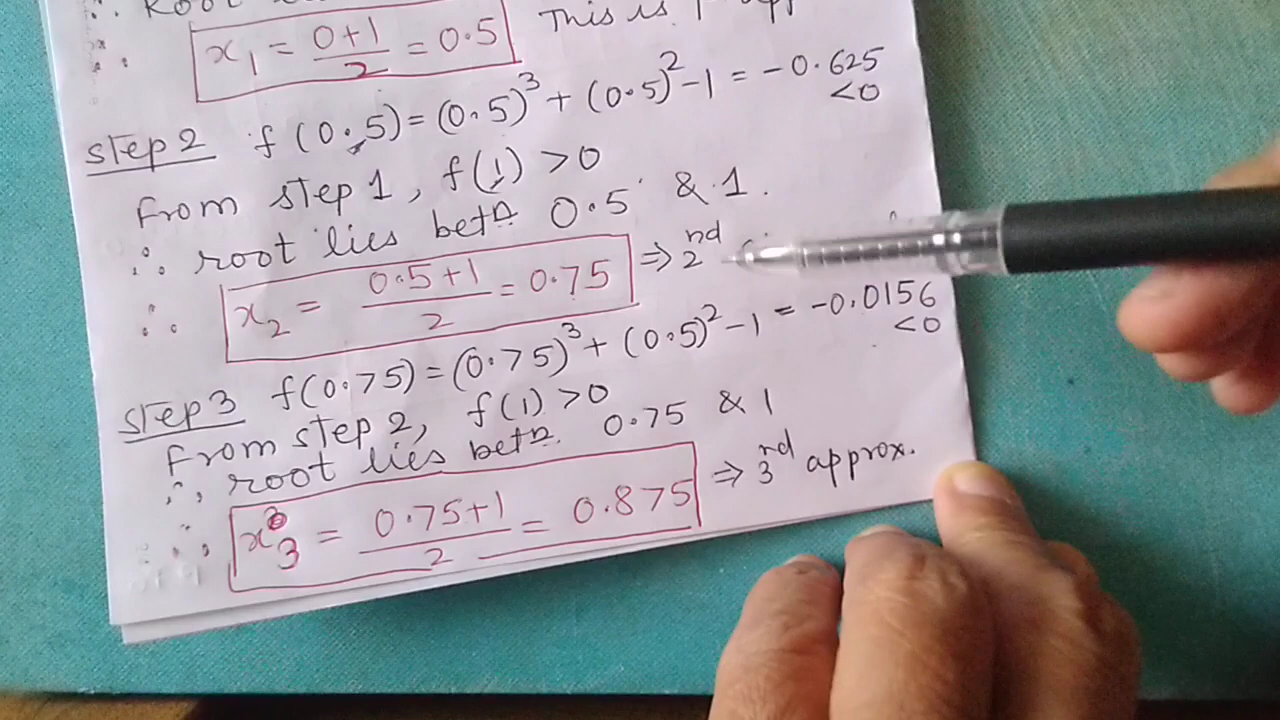 ∴ Root
∴ x₁ = (0+1)/2 = 0.5 This is 1
step 2 f(0.5) = (0.5)³ + (0.5)² - 1 = -0.625 <0
From step 1, f(1) > 0
∴ root lies betⁿ 0.5 & 1.
∴ x₂ = (0.5+1)/2 = 0.75 ⇒ 2nd
step 3 f(0.75) = (0.75)³ + (0.5)² - 1 = -0.0156 <0
From step 2, f(1) > 0
∴ root lies betⁿ. 0.75 & 1
∴ x₃ = (0.75+1)/2 = 0.875 ⇒ 3rd approx.